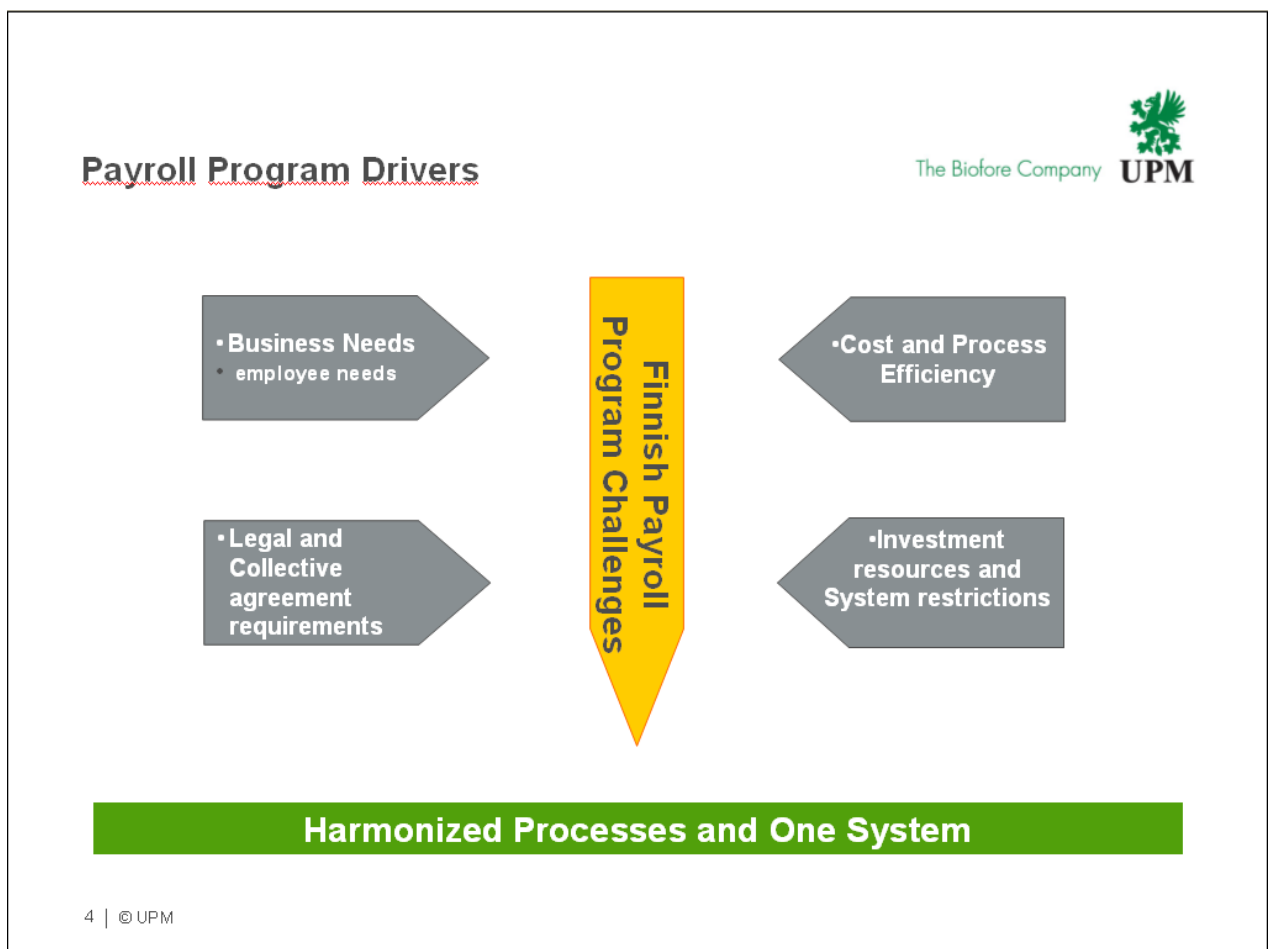 Payroll Program Drivers
The Biofore Company
UPM
• Business Needs
• employee needs
Finnish Payroll
Program Challenges
•Cost and Process
Efficiency
• Legal and
Collective
agreement
requirements
•Investment
resources and
System restrictions
Harmonized Processes and One System
4 | © UPM